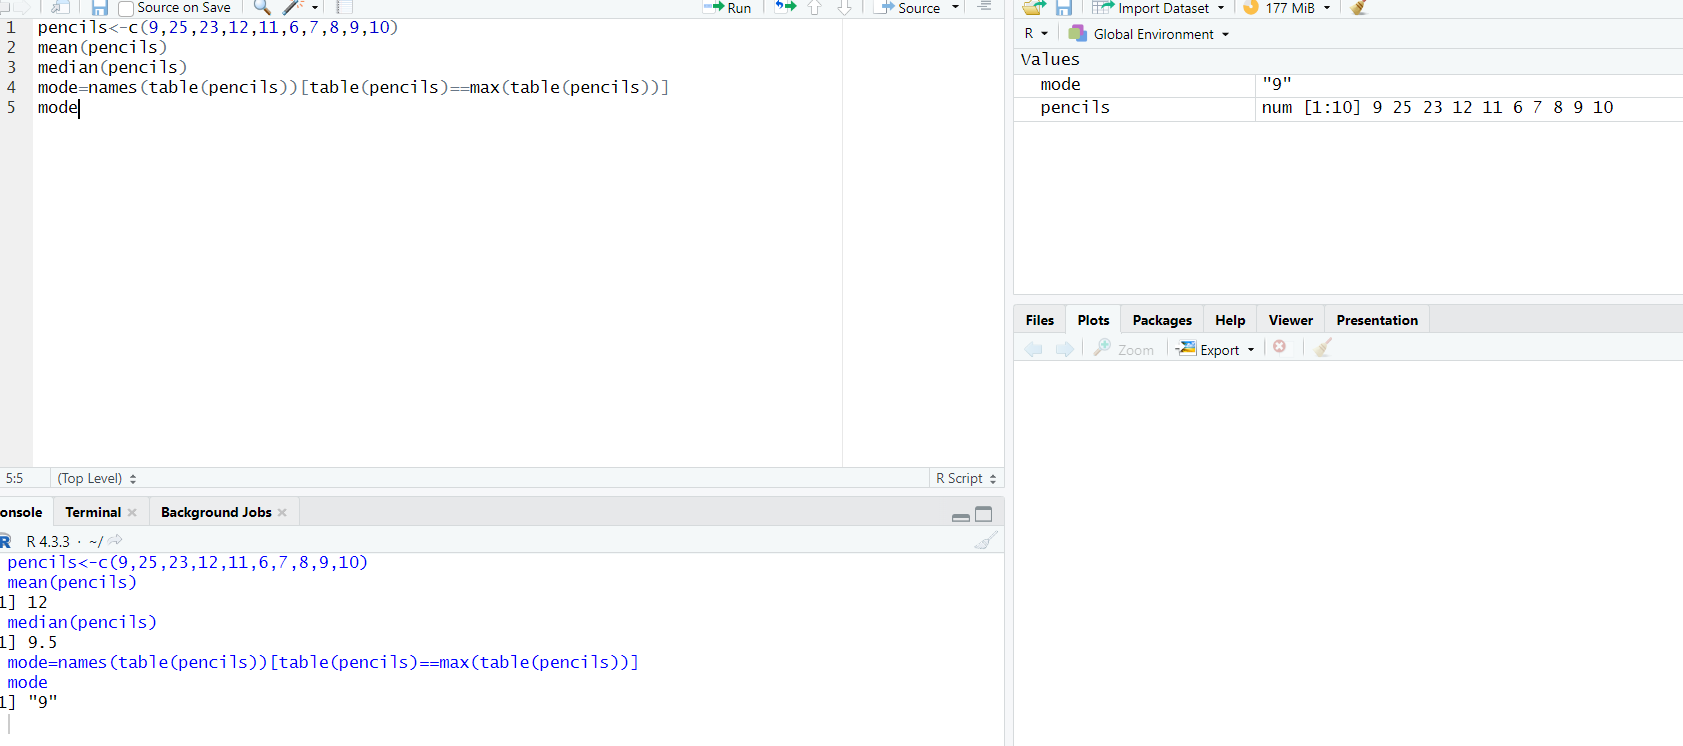 Source on Save
Run
Source
1 pencils<-c(9,25,23,12,11,6,7,8,9,10)
2 mean(pencils)
3 median(pencils)
4 mode=names(table(pencils))[table(pencils)==max(table(pencils))]
5 mode
5:5 (Top Level) R Script
onsole Terminal Background Jobs
R R 4.3.3 · ~/
pencils<-c(9,25,23,12,11,6,7,8,9,10)
mean(pencils)
1] 12
median(pencils)
1] 9.5
mode=names(table(pencils))[table(pencils)==max(table(pencils))]
mode
1] "9"
Import Dataset 177 MiB
R Global Environment
Values
mode "9"
pencils num [1:10] 9 25 23 12 11 6 7 8 9 10
Files Plots Packages Help Viewer Presentation
Zoom Export